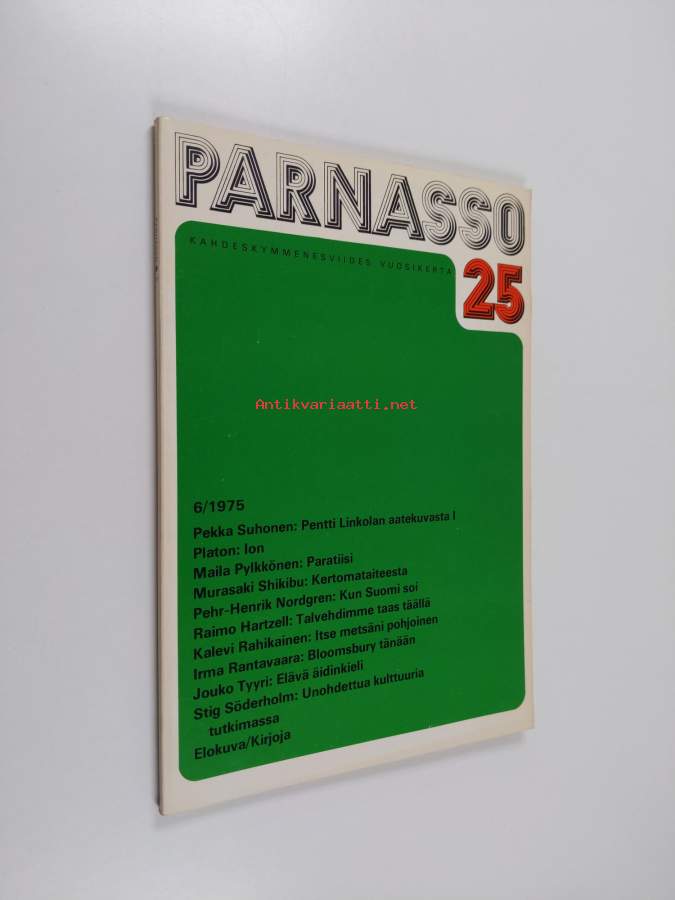 PARNASSO
KAHDESKYMMENESVIIDES VUOSIKERTA
25
Antikvariaatti.net
6/1975
Pekka Suhonen: Pentti Linkolan aatekuvasta I
Platon: Ion
Maila Pylkkönen: Paratiisi
Murasaki Shikibu: Kertomataiteesta
Pehr-Henrik Nordgren: Kun Suomi soi
Raimo Hartzell: Talvehdimme taas täällä
Kalevi Rahikainen: Itse metsäni pohjoinen
Irma Rantavaara: Bloomsbury tänään
Jouko Tyyri: Elävä äidinkieli
Stig Söderholm: Unohdettua kulttuuria
tutkimassa
Elokuva/Kirjoja